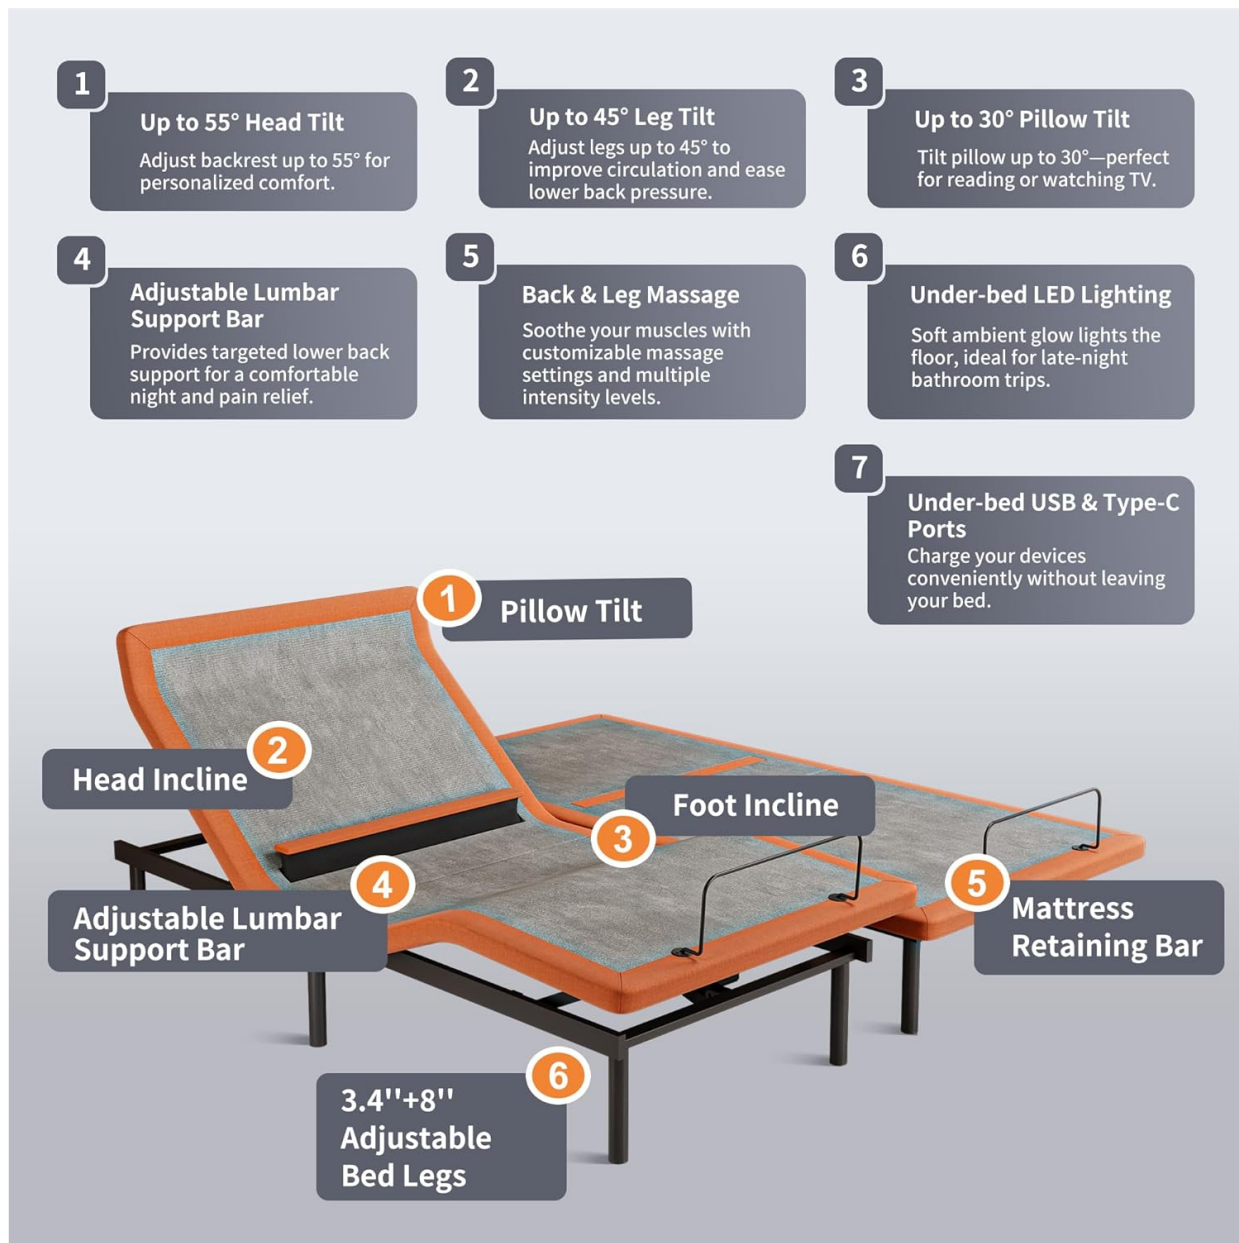 1
Up to 55° Head Tilt
Adjust backrest up to 55° for
personalized comfort.
2
Up to 45° Leg Tilt
Adjust legs up to 45° to
improve circulation and ease
lower back pressure.
3
Up to 30° Pillow Tilt
Tilt pillow up to 30°—perfect
for reading or watching TV.
4
Adjustable Lumbar
Support Bar
Provides targeted lower back
support for a comfortable
night and pain relief.
5
Back & Leg Massage
Soothe your muscles with
customizable massage
settings and multiple
intensity levels.
6
Under-bed LED Lighting
Soft ambient glow lights the
floor, ideal for late-night
bathroom trips.
7
Under-bed USB & Type-C
Ports
Charge your devices
conveniently without leaving
your bed.
1
Pillow Tilt
2
Head Incline
3
Foot Incline
4
Adjustable Lumbar
Support Bar
5
Mattress
Retaining Bar
6
3.4''+8''
Adjustable
Bed Legs